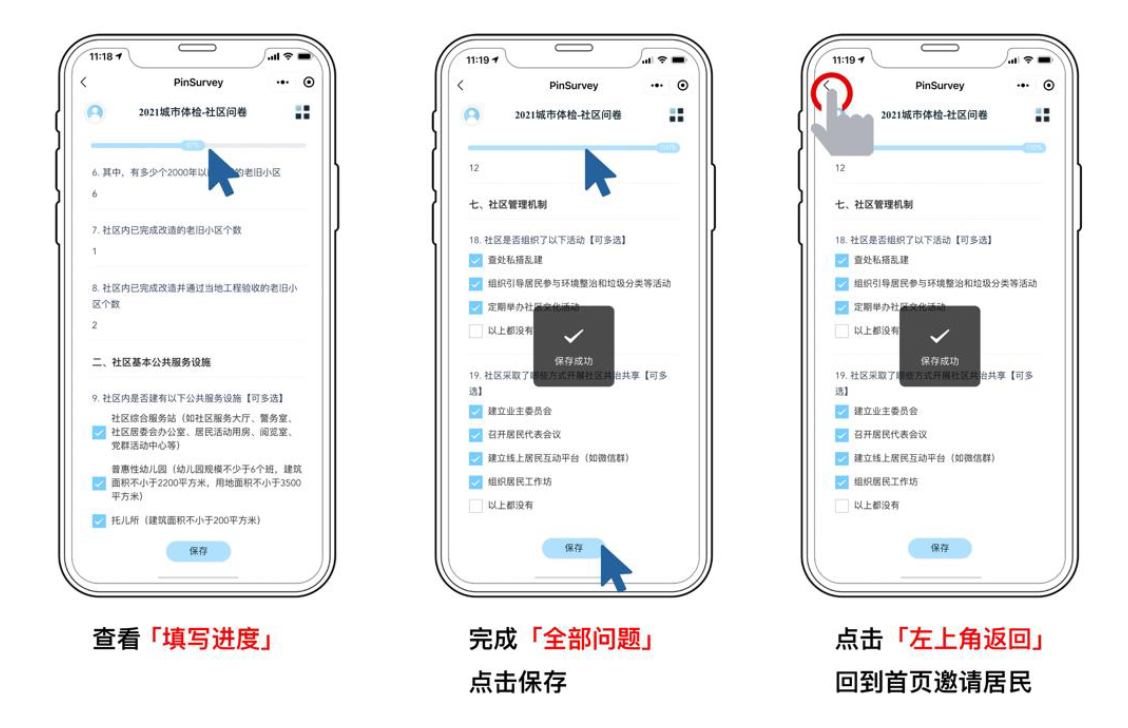 11:18
PinSurvey
2021城市体检-社区问卷
6. 其中，有多少个2000年以
的老旧小区
6
7. 社区内已完成改造的老旧小区个数
1
8. 社区内已完成改造并通过当地工程验收的老旧小
区个数
2
二、社区基本公共服务设施
9. 社区内是否建有以下公共服务设施【可多选】
社区综合服务站（如社区服务大厅、警务室、
社区居委会办公室、居民活动用房、阅览室、
党群活动中心等）
普惠性幼儿园（幼儿园规模不少于6个班，建筑
面积不小于2200平方米，用地面积不小于3500
平方米）
托儿所（建筑面积不小于200平方米）
保存
查看「填写进度」
11:19
PinSurvey
2021城市体检-社区问卷
100%
12
七、社区管理机制
18. 社区是否组织了以下活动【可多选】
查处私搭乱建
组织引导居民参与环境整治和垃圾分类等活动
定期举办社区文化活动
以上都没有
保存成功
19. 社区采取了哪些方式开展社区共治共享【可多
选】
建立业主委员会
召开居民代表会议
建立线上居民互动平台（如微信群）
组织居民工作坊
以上都没有
保存
完成「全部问题」
点击保存
11:19
PinSurvey
2021城市体检-社区问卷
100%
12
七、社区管理机制
18. 社区是否组织了以下活动【可多选】
查处私搭乱建
组织引导居民参与环境整治和垃圾分类等活动
定期举办社区文化活动
以上都没有
保存成功
19. 社区采取了哪些方式开展社区共治共享【可多
选】
建立业主委员会
召开居民代表会议
建立线上居民互动平台（如微信群）
组织居民工作坊
以上都没有
保存
点击「左上角返回」
回到首页邀请居民